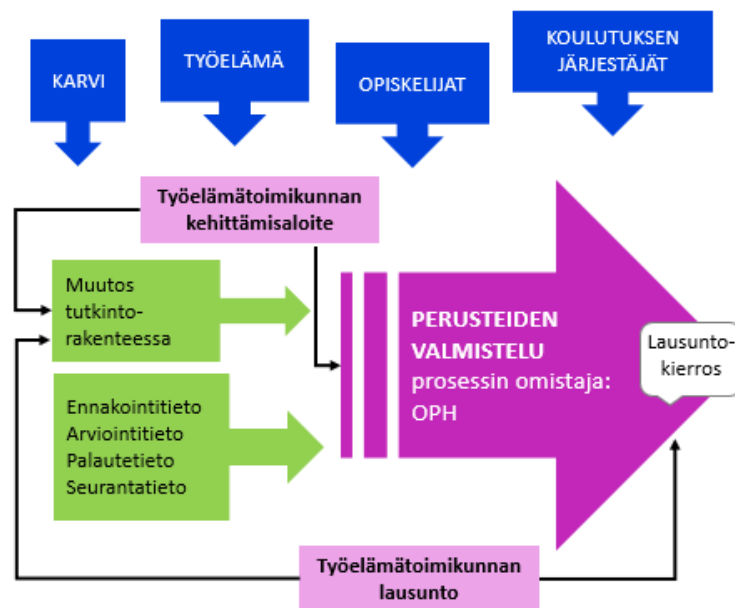 KARVI
TYÖELÄMÄ
OPISKELIJAT
KOULUTUKSEN
JÄRJESTÄJÄT
Työelämätoimikunnan
kehittämisaloite
Muutos
tutkinto-
rakenteessa
Ennakointitieto
Arviointitieto
Palautetieto
Seurantatieto
PERUSTEIDEN
VALMISTELU
prosessin omistaja:
OPH
Lausunto-
kierros
Työelämätoimikunnan
lausunto